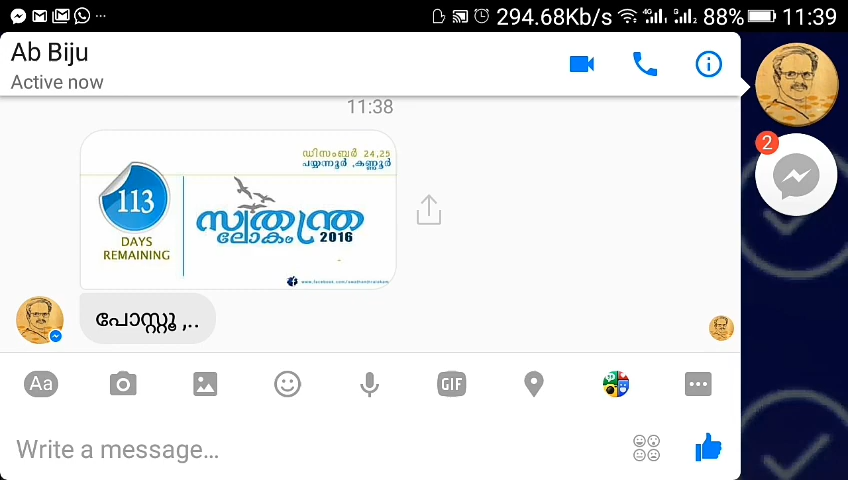 294.68Kb/s 88% 11:39
Ab Biju
Active now
11:38
ഡിസംബർ 24,25
പയ്യന്നൂർ ,കണ്ണൂർ
113
DAYS
REMAINING
സ്വതന്ത്ര
ലോകം 2016
പോസ്റ്റൂ ,..
2
Aa
GIF
Write a message...